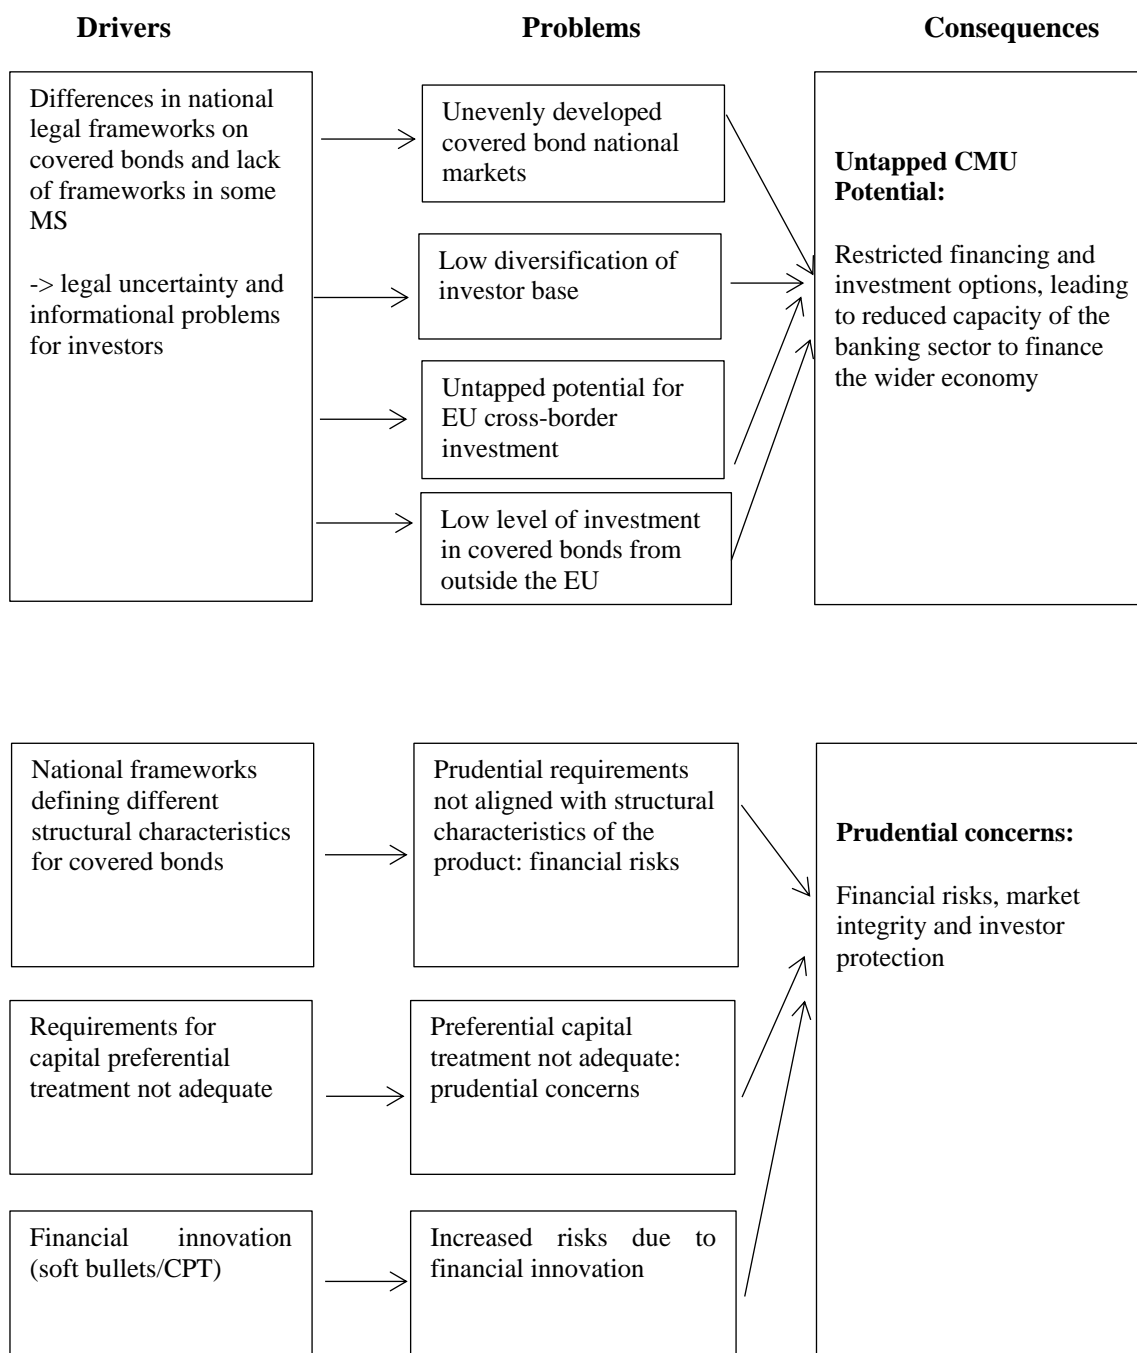 Drivers
Problems
Consequences
Differences in national
legal frameworks on
covered bonds and lack
of frameworks in some
MS
-> legal uncertainty and
informational problems
for investors
Unevenly developed
covered bond national
markets
Low diversification of
investor base
Untapped potential for
EU cross-border
investment
Low level of investment
in covered bonds from
outside the EU
Untapped CMU
Potential:
Restricted financing and
investment options, leading
to reduced capacity of the
banking sector to finance
the wider economy
National frameworks
defining different
structural characteristics
for covered bonds
Prudential requirements
not aligned with structural
characteristics of the
product: financial risks
Prudential concerns:
Financial risks, market
integrity and investor
protection
Requirements for
capital preferential
treatment not adequate
Preferential capital
treatment not adequate:
prudential concerns
Financial innovation
(soft bullets/CPT)
Increased risks due to
financial innovation